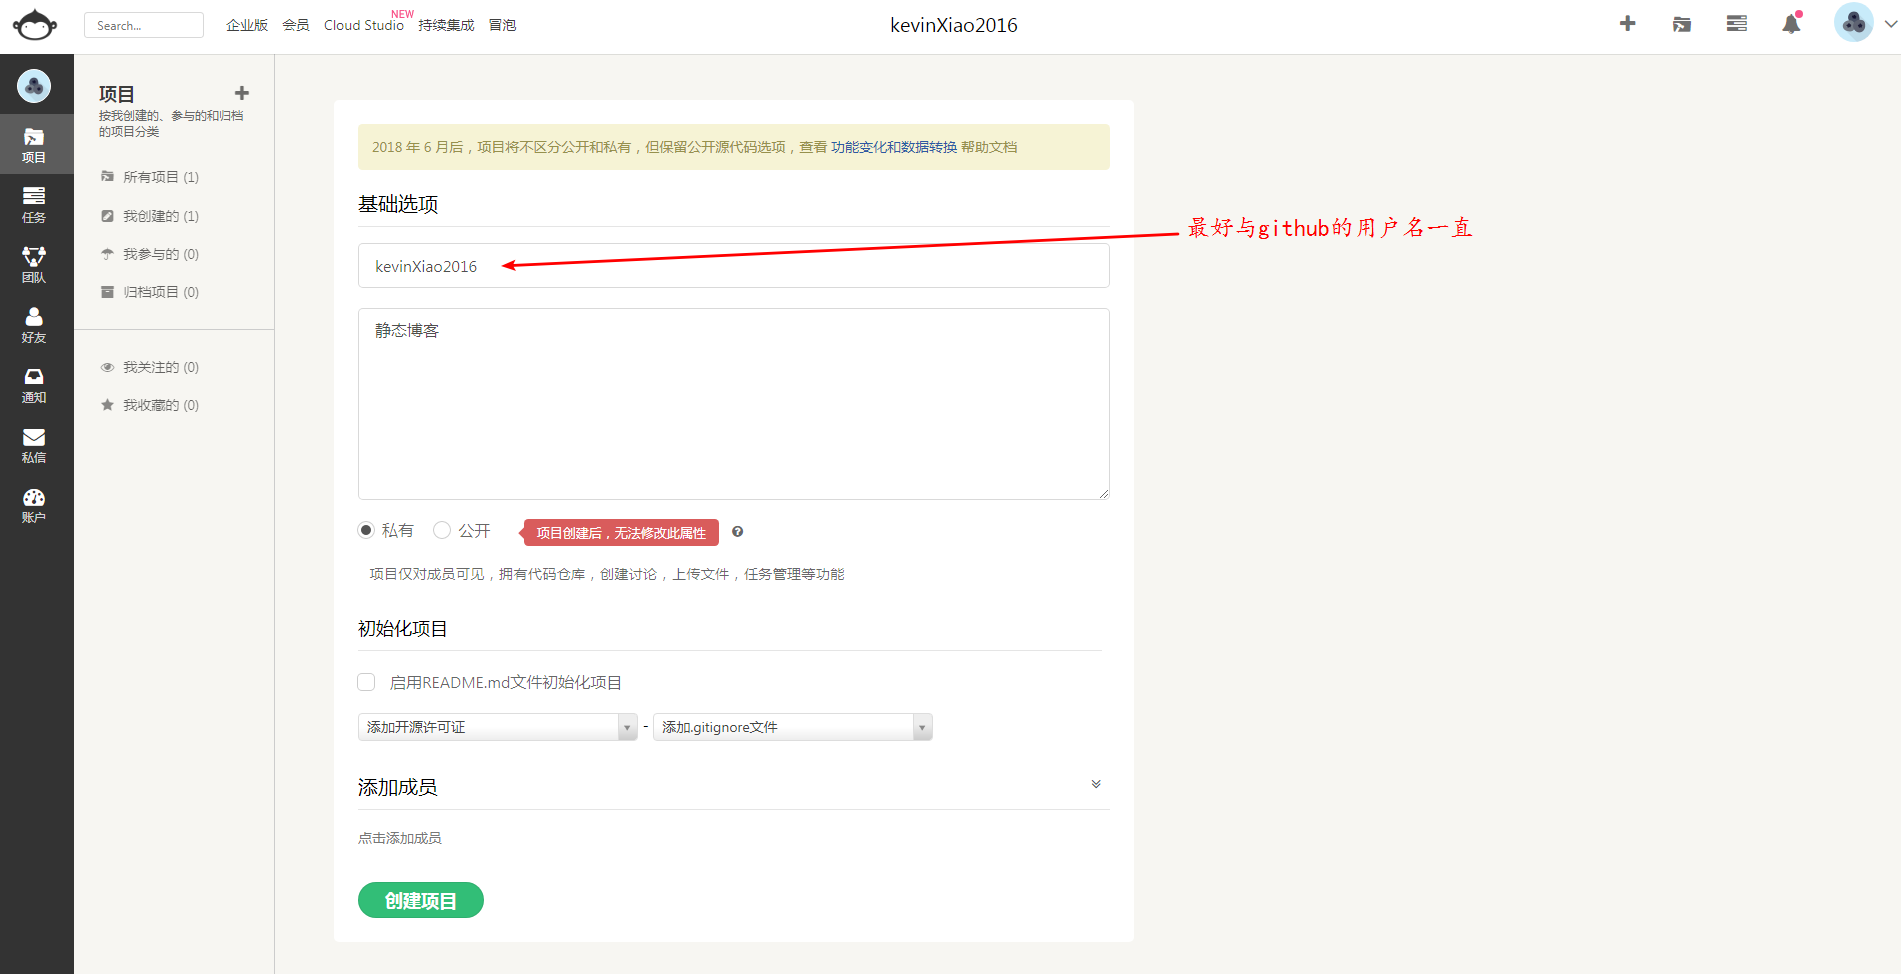 Search...
企业版 会员 Cloud Studio NEW 持续集成 冒泡
kevinXiao2016
项目
任务
团队
好友
通知
私信
账户
项目
按我创建的、参与的和归档
的项目分类
所有项目 (1)
我创建的 (1)
我参与的 (0)
归档项目 (0)
我关注的 (0)
我收藏的 (0)
2018 年 6 月后，项目将不区分公开和私有，但保留公开源代码选项，查看 功能变化和数据转换 帮助文档
基础选项
最好与github的用户名一直
kevinXiao2016
静态博客
私有 公开 项目创建后，无法修改此属性
项目仅对成员可见，拥有代码仓库，创建讨论，上传文件，任务管理等功能
初始化项目
启用README.md文件初始化项目
添加开源许可证 - 添加.gitignore文件
添加成员
点击添加成员
创建项目